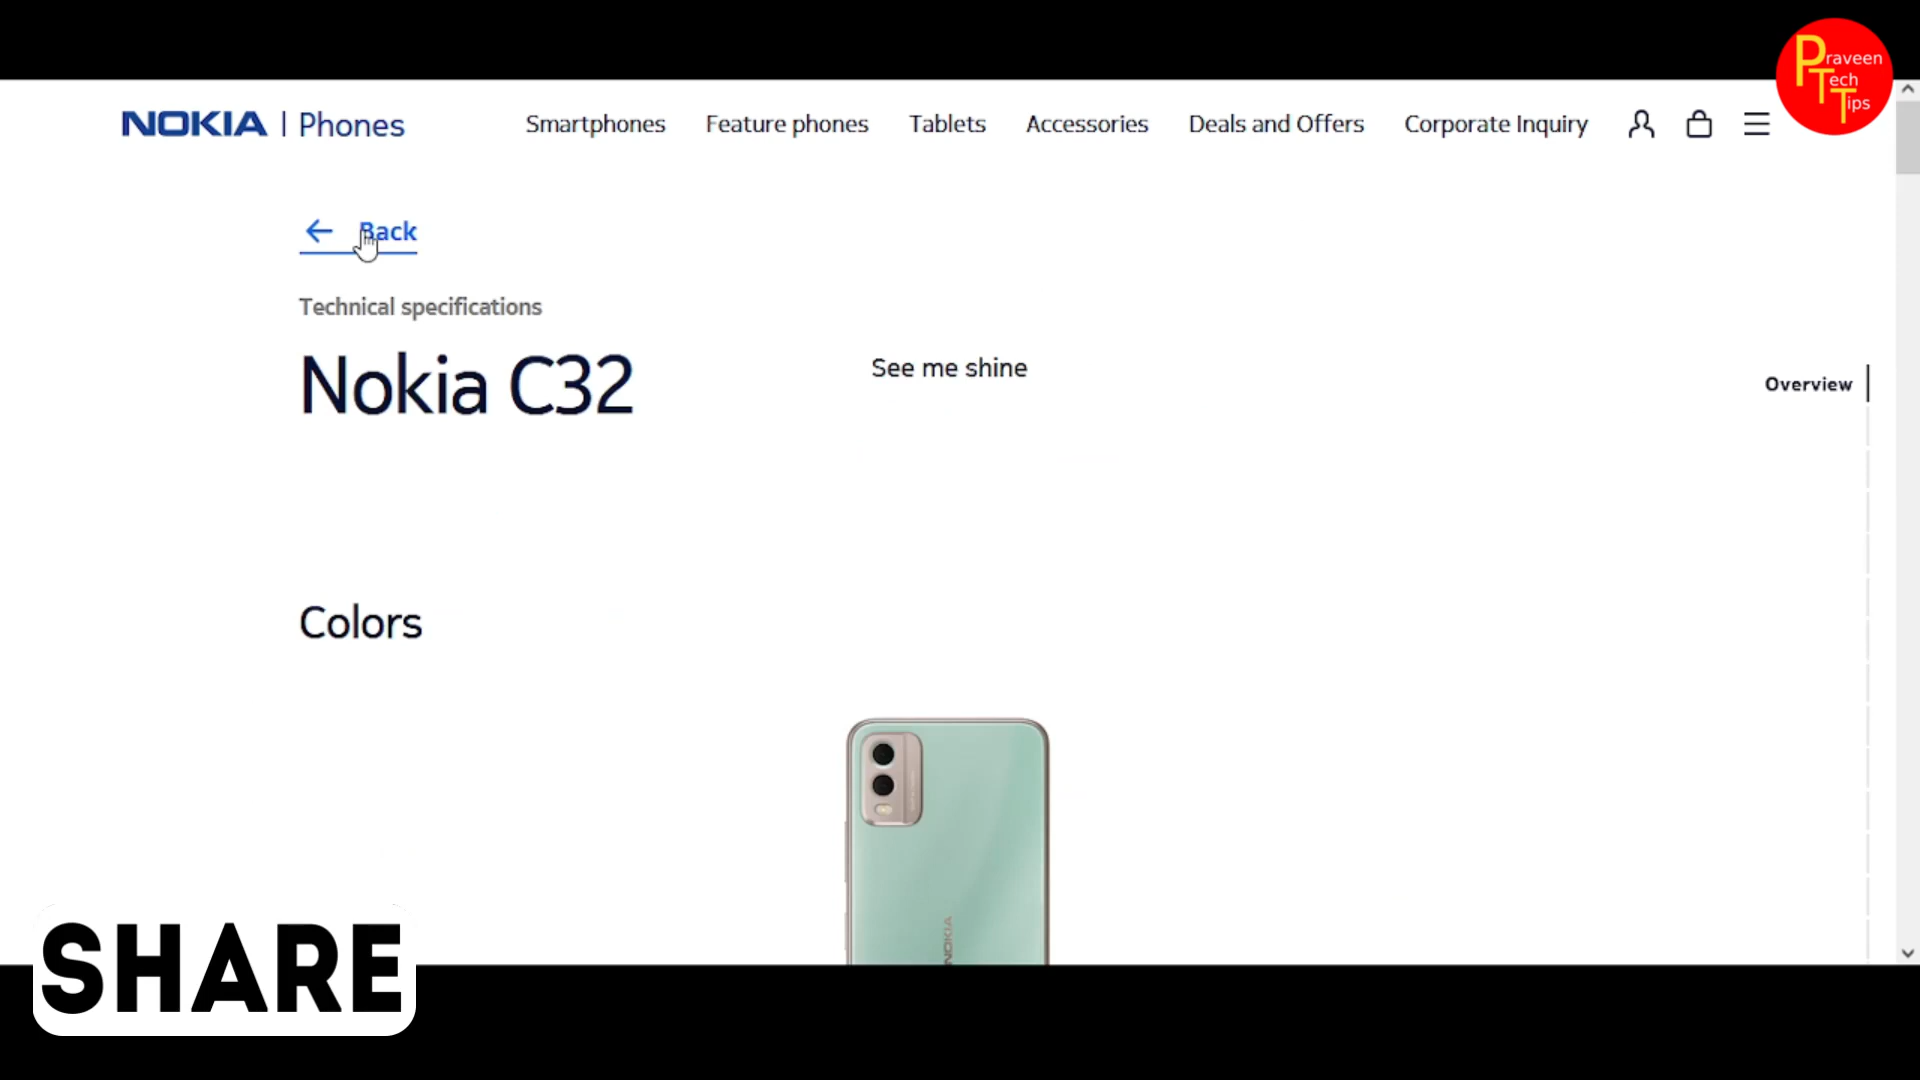 Praveen
Tech
Tips
NOKIA | Phones
Smartphones
Feature phones
Tablets
Accessories
Deals and Offers
Corporate Inquiry
Back
Technical specifications
Nokia C32
See me shine
Overview
Colors
NOKIA
SHARE